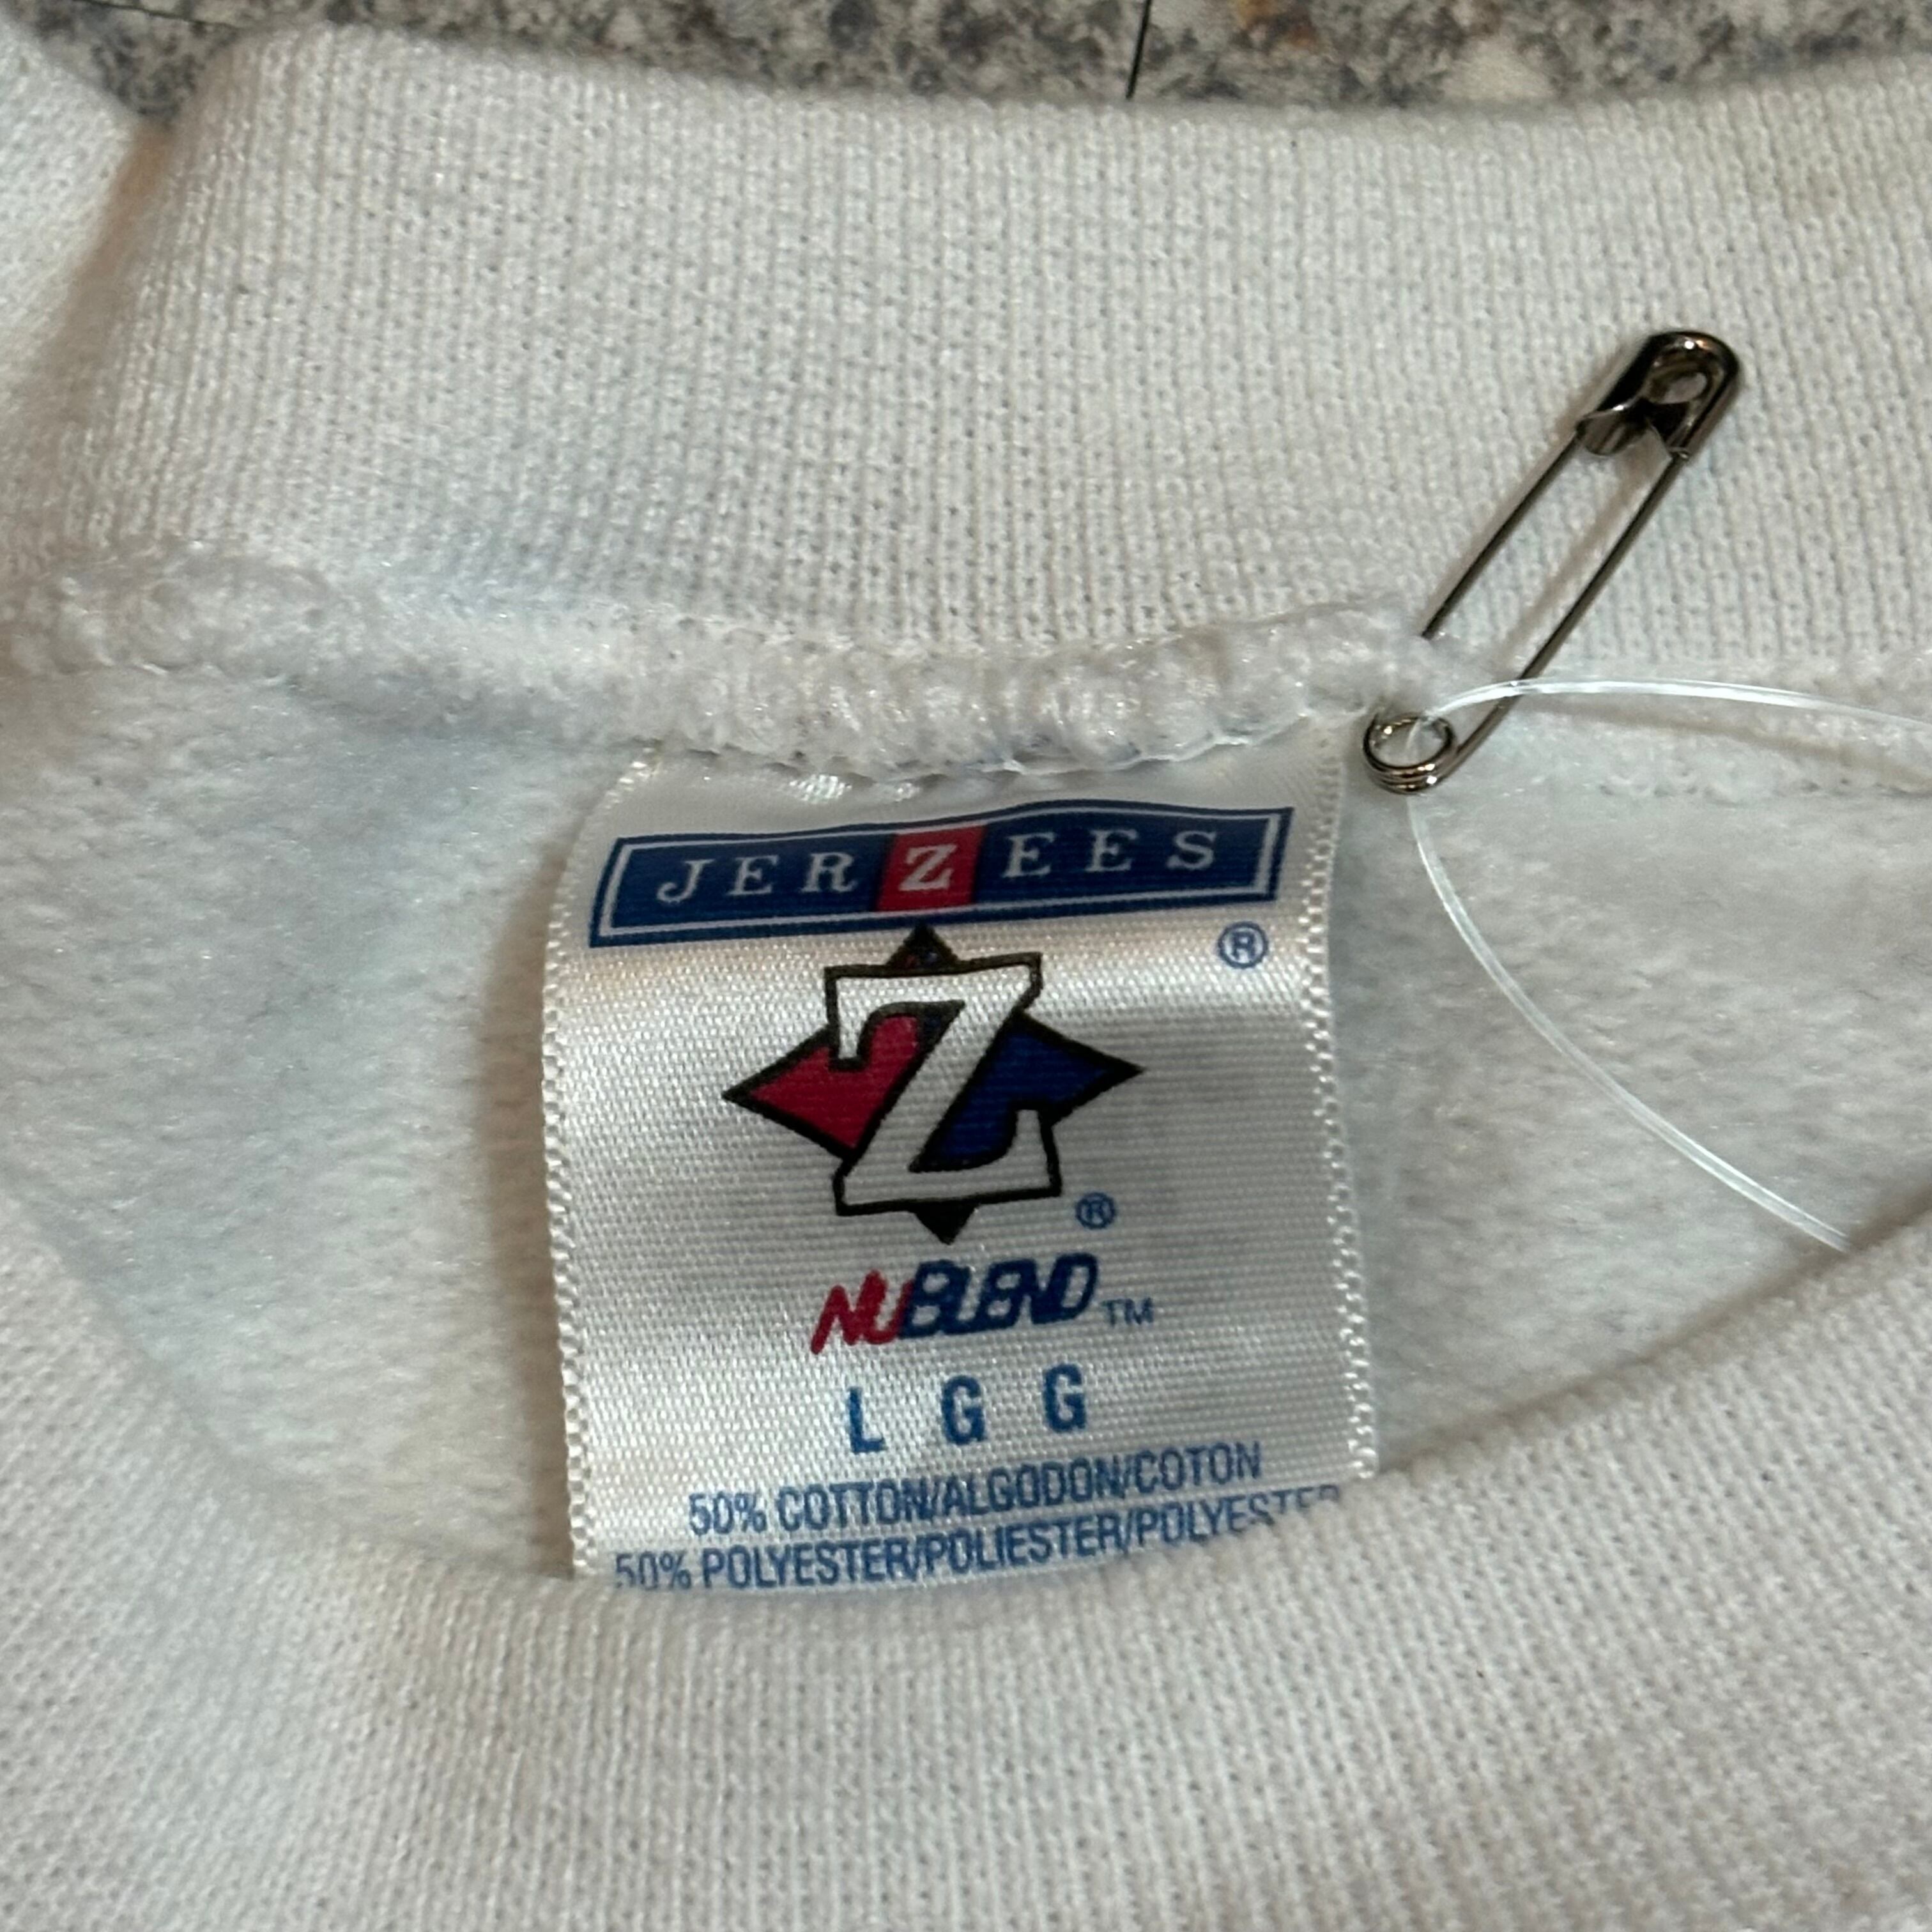 JERZEES
®
Z
®
NUBLEND™
L G G
50% COTTON/ALGODON/COTON
50% POLYESTER/POLIESTER/POLYESTER